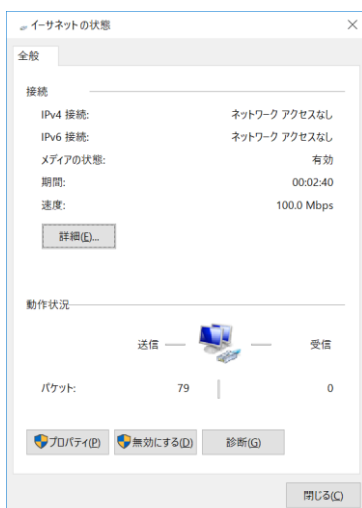 イーサネットの状態
全般
接続
IPv4 接続: ネットワーク アクセスなし
IPv6 接続: ネットワーク アクセスなし
メディアの状態: 有効
期間: 00:02:40
速度: 100.0 Mbps
詳細(E)...
動作状況
送信 受信
パケット: 79 0
プロパティ(P) 無効にする(D) 診断(G)
閉じる(C)